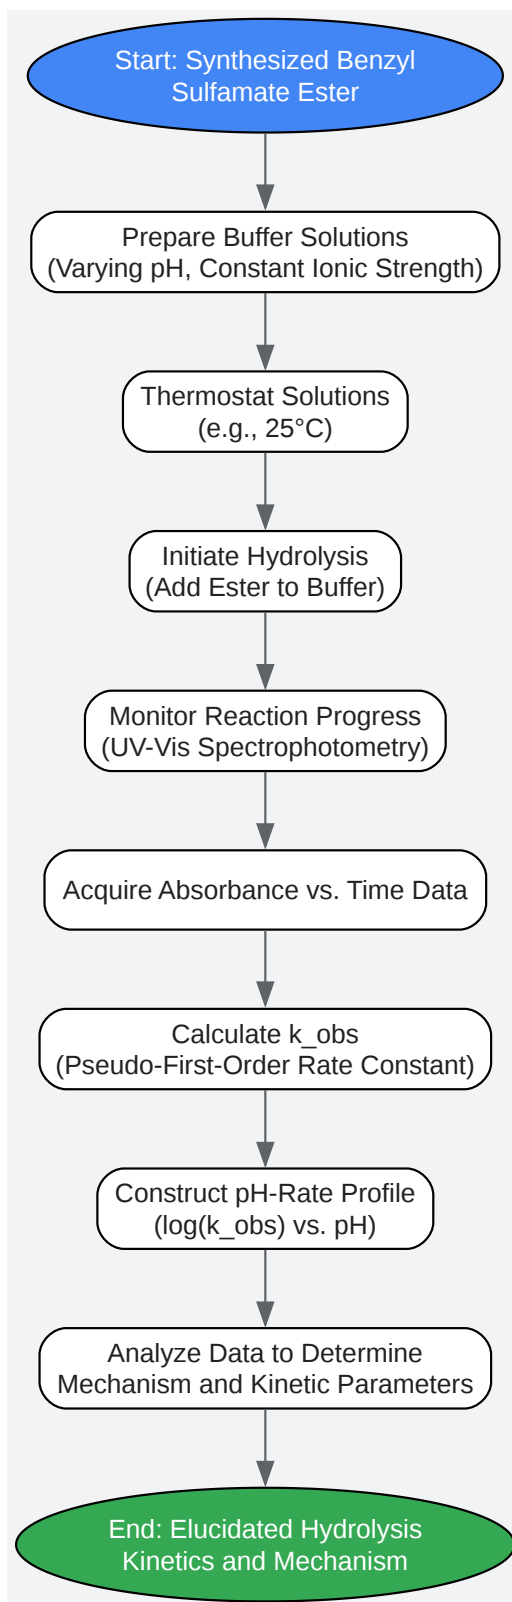 Start: Synthesized Benzyl
Sulfamate Ester
Prepare Buffer Solutions
(Varying pH, Constant Ionic Strength)
Thermostat Solutions
(e.g., 25°C)
Initiate Hydrolysis
(Add Ester to Buffer)
Monitor Reaction Progress
(UV-Vis Spectrophotometry)
Acquire Absorbance vs. Time Data
Calculate k_obs
(Pseudo-First-Order Rate Constant)
Construct pH-Rate Profile
(log(k_obs) vs. pH)
Analyze Data to Determine
Mechanism and Kinetic Parameters
End: Elucidated Hydrolysis
Kinetics and Mechanism